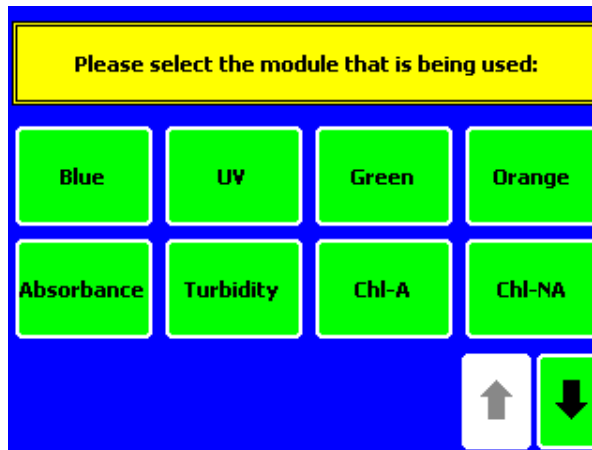 Please select the module that is being used:
Blue UV Green Orange
Absorbance Turbidity Chl-A Chl-NA